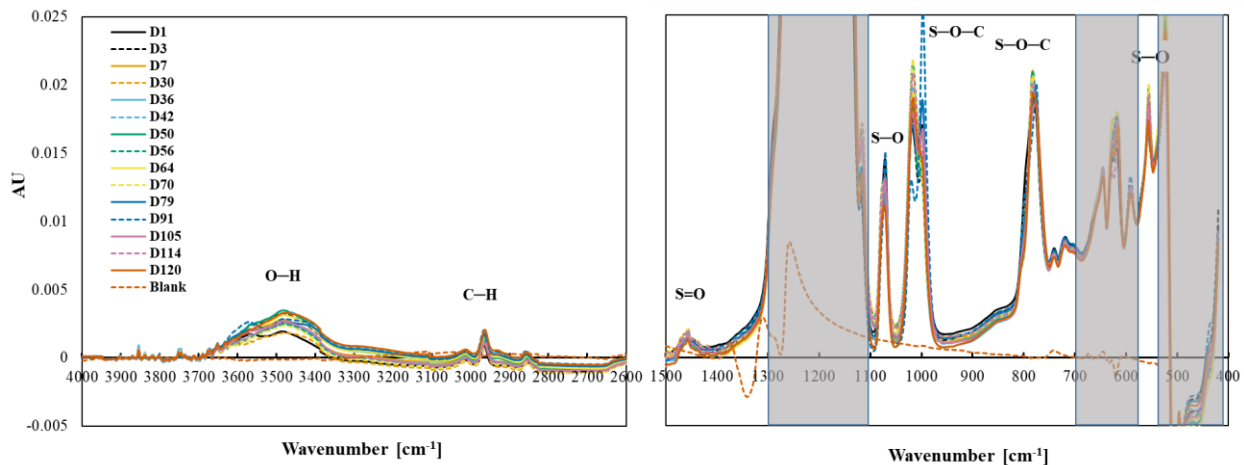 0.025
0.02
0.015
0.01
0.005
0
-0.005
AU
D1
D3
D7
D30
D36
D42
D50
D56
D64
D70
D79
D91
D105
D114
D120
Blank
O—H
C—H
4000 3900 3800 3700 3600 3500 3400 3300 3200 3100 3000 2900 2800 2700 2600
Wavenumber [cm-1]
S—O—C
S—O—C
S—O
S—O
S=O
1500 1400 1300 1200 1100 1000 900 800 700 600 500 400
Wavenumber [cm-1]